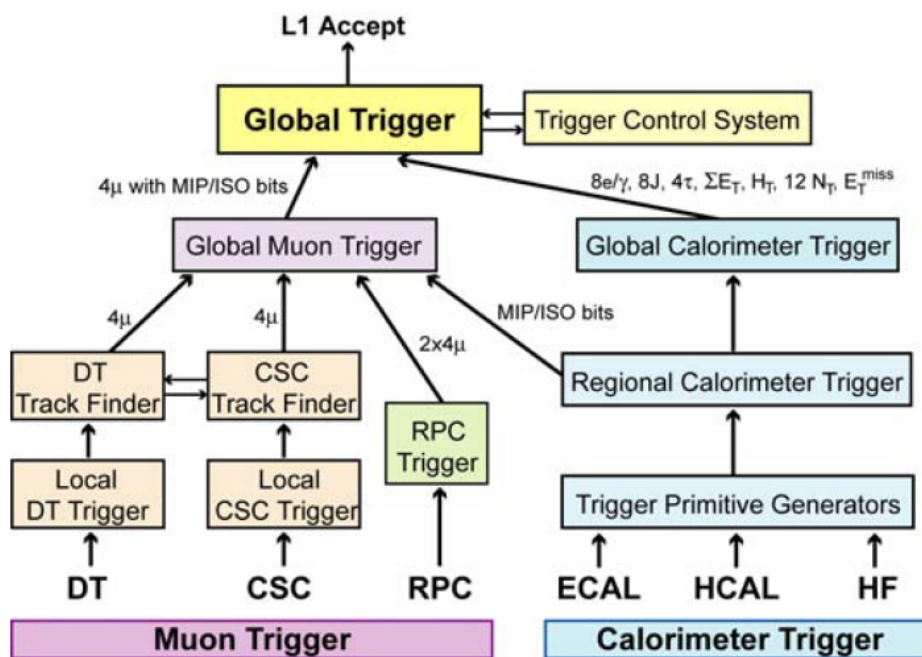 L1 Accept
Global Trigger
Trigger Control System
4μ with MIP/ISO bits
8e/γ, 8J, 4τ, ΣE_T, H_T, 12 N_T, E_T^miss
Global Muon Trigger
Global Calorimeter Trigger
4μ
4μ
2x4μ
MIP/ISO bits
DT
Track Finder
CSC
Track Finder
Regional Calorimeter Trigger
RPC
Trigger
Local
DT Trigger
Local
CSC Trigger
Trigger Primitive Generators
DT
CSC
RPC
ECAL
HCAL
HF
Muon Trigger
Calorimeter Trigger